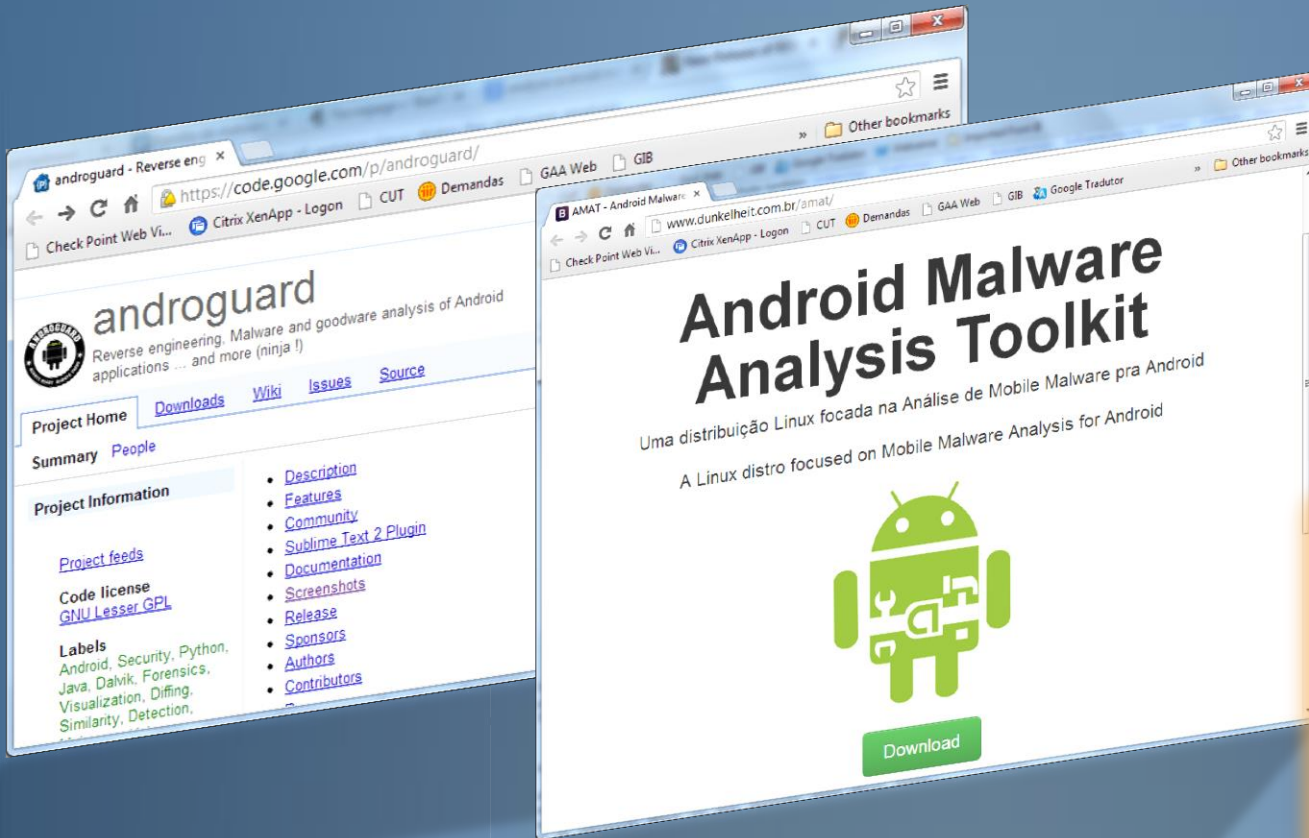 androguard - Reverse eng
https://code.google.com/p/androguard/
Other bookmarks
Check Point Web Vi... Citrix XenApp - Logon CUT Demandas GAA Web GIB
ANDROGUARD
androguard
Reverse engineering. Malware and goodware analysis of Android
applications ... and more (ninja !)
Project Home Downloads Wiki Issues Source
Summary People
Project Information
Project feeds
Code license
GNU Lesser GPL
Labels
Android, Security, Python,
Java, Dalvik, Forensics,
Visualization, Diffing,
Similarity, Detection,
Description
Features
Community
Sublime Text 2 Plugin
Documentation
Screenshots
Release
Sponsors
Authors
Contributors
AMAT - Android Malware
www.dunkelheit.com.br/amat/
Check Point Web Vi... Citrix XenApp - Logon CUT Demandas GAA Web GIB Google Tradutor Other bookmarks
Android Malware
Analysis Toolkit
Uma distribuição Linux focada na Análise de Mobile Malware pra Android
A Linux distro focused on Mobile Malware Analysis for Android
Download